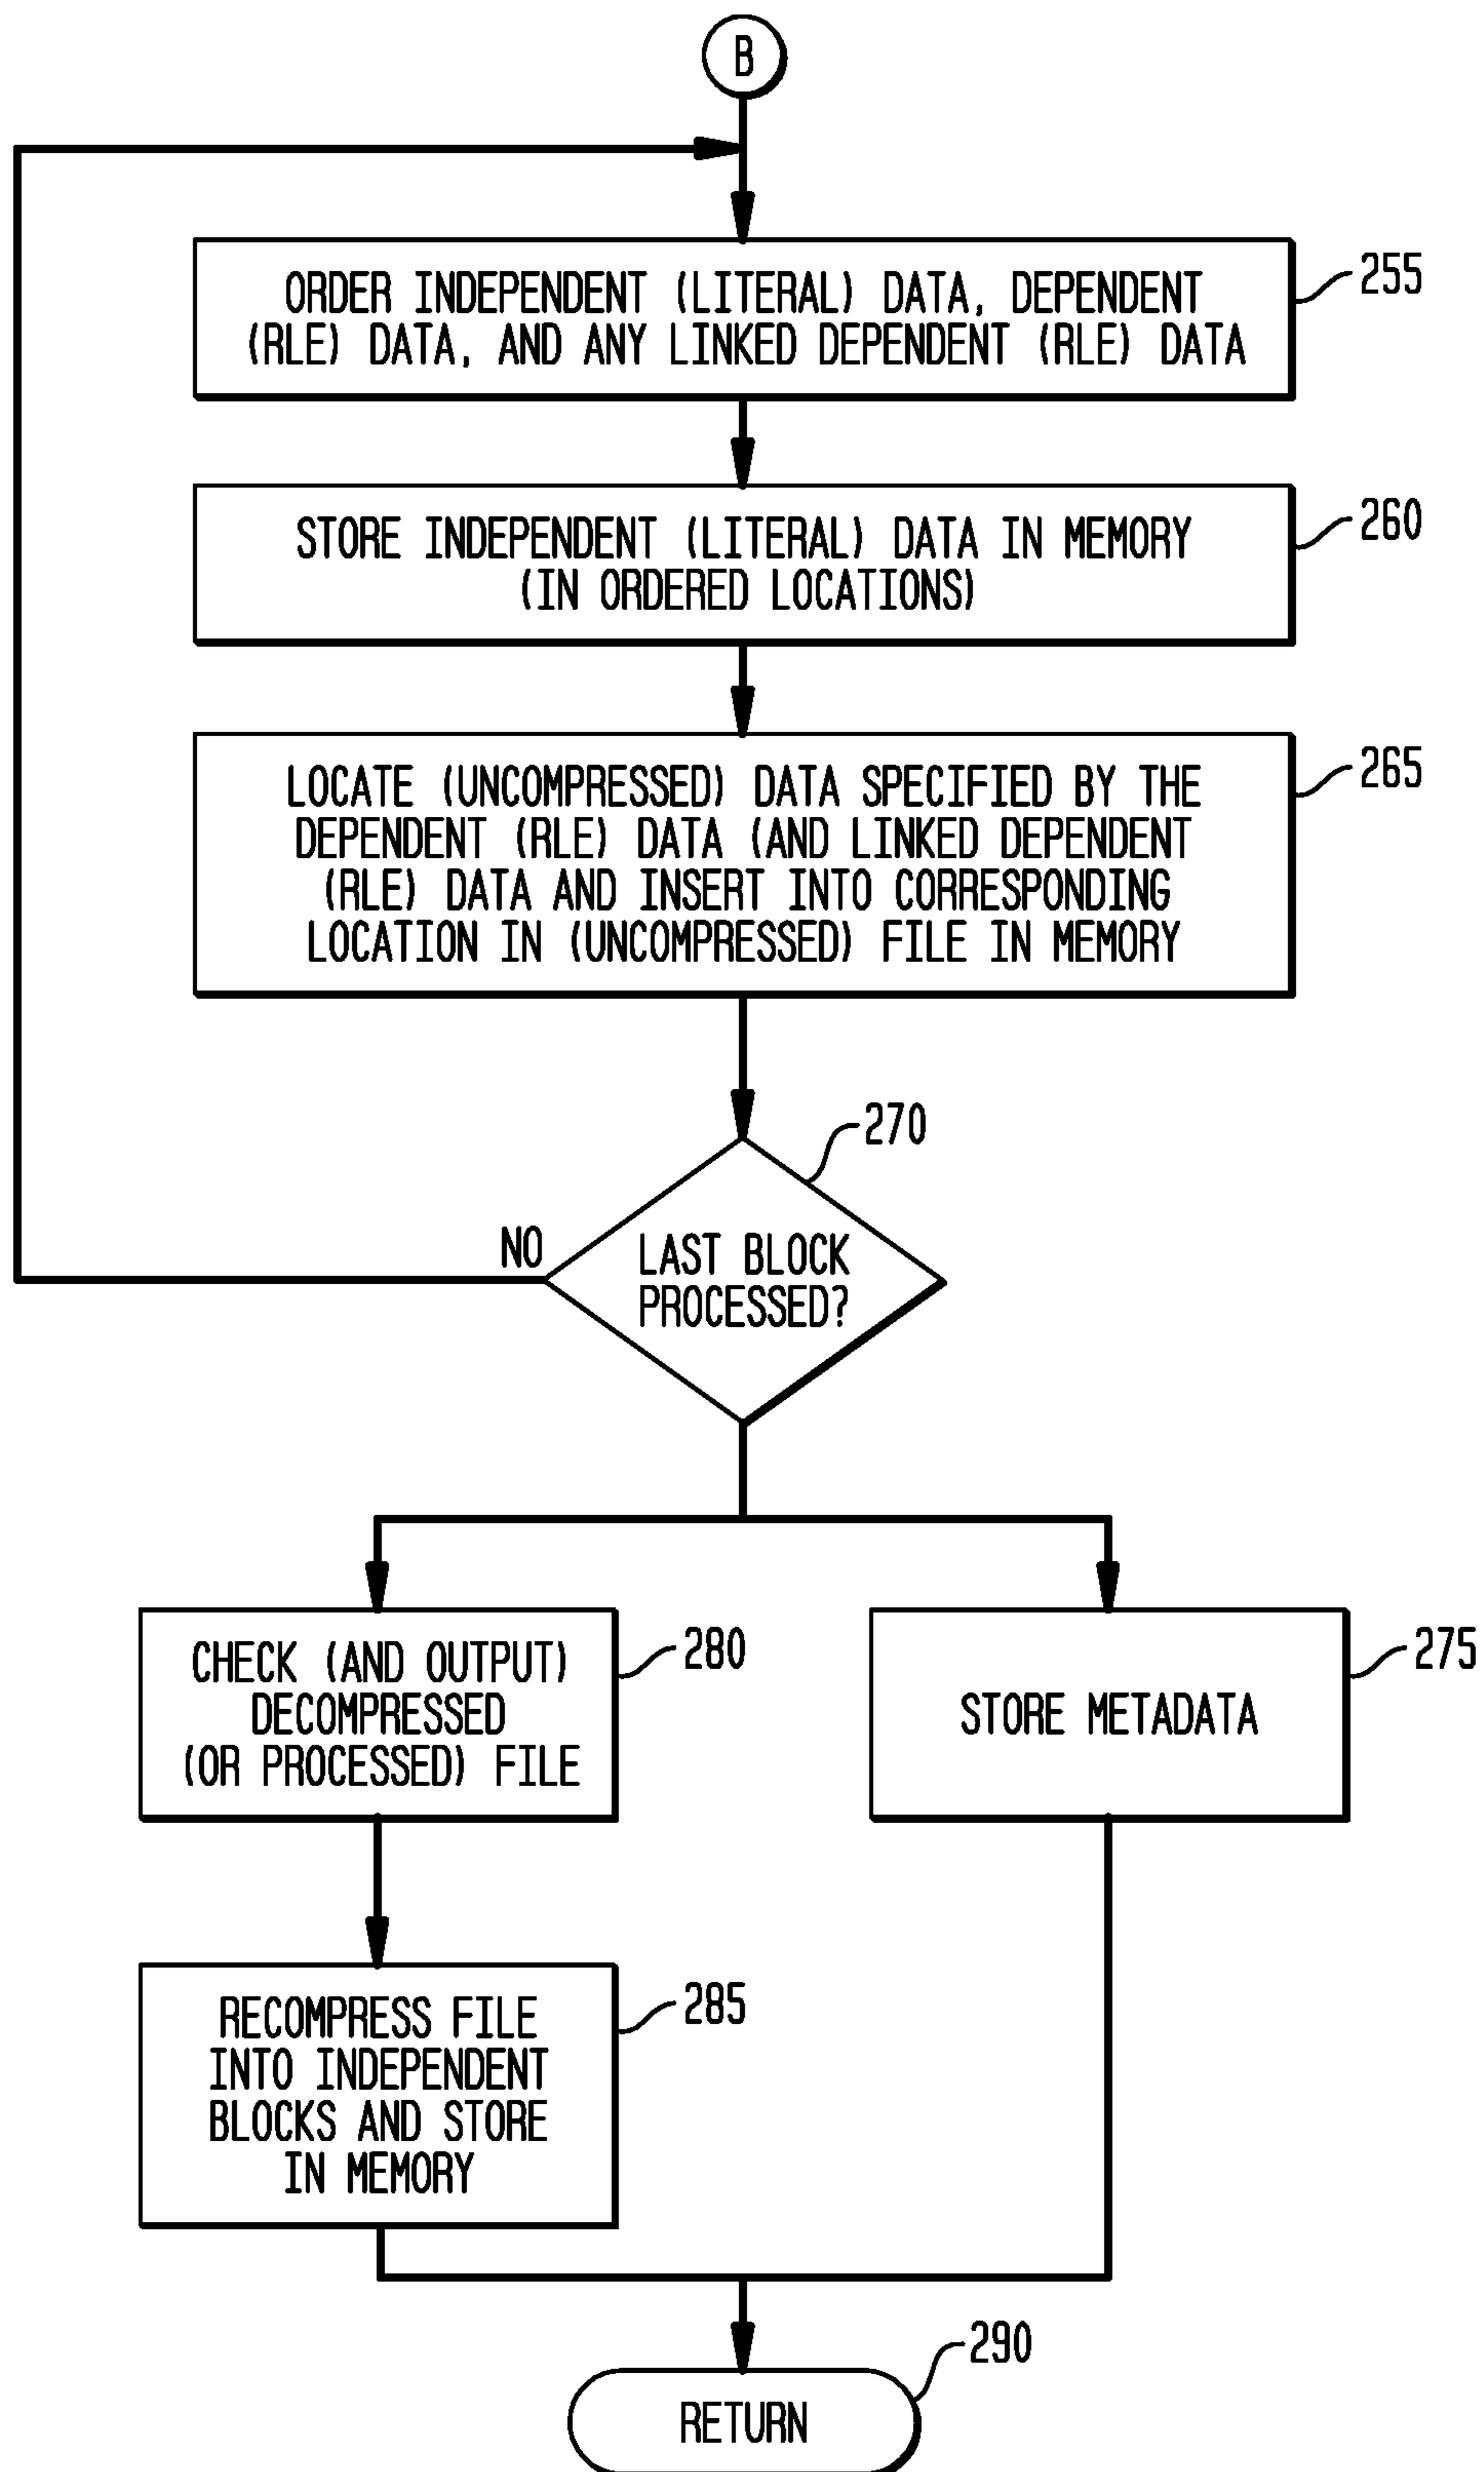 B
ORDER INDEPENDENT (LITERAL) DATA, DEPENDENT
(RLE) DATA, AND ANY LINKED DEPENDENT (RLE) DATA
255
STORE INDEPENDENT (LITERAL) DATA IN MEMORY
(IN ORDERED LOCATIONS)
260
LOCATE (UNCOMPRESSED) DATA SPECIFIED BY THE
DEPENDENT (RLE) DATA (AND LINKED DEPENDENT
(RLE) DATA AND INSERT INTO CORRESPONDING
LOCATION IN (UNCOMPRESSED) FILE IN MEMORY
265
270
NO
LAST BLOCK
PROCESSED?
CHECK (AND OUTPUT)
DECOMPRESSED
(OR PROCESSED) FILE
280
STORE METADATA
275
RECOMPRESS FILE
INTO INDEPENDENT
BLOCKS AND STORE
IN MEMORY
285
290
RETURN